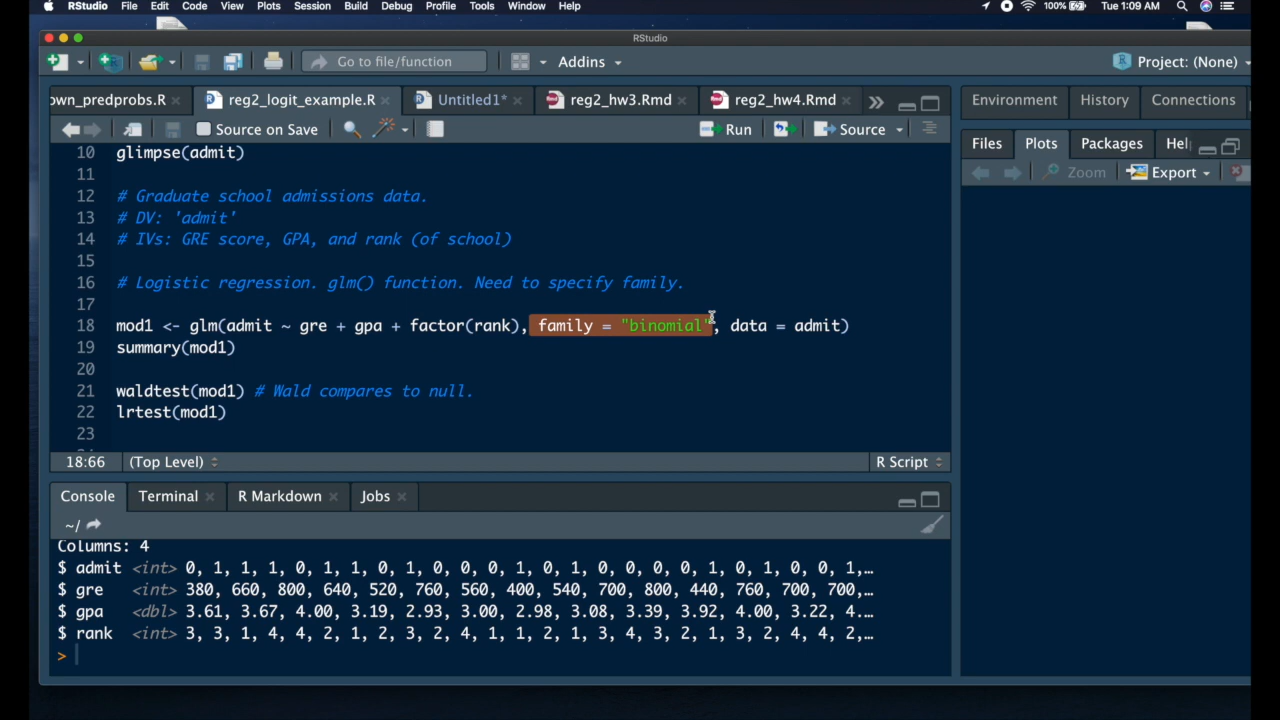 RStudio File Edit Code View Plots Session Build Debug Profile Tools Window Help 100% Tue 1:09 AM
RStudio
Go to file/function Addins Project: (None)
own_predprobs.R reg2_logit_example.R Untitled1* reg2_hw3.Rmd reg2_hw4.Rmd
Source on Save Run Source
10 glimpse(admit)
11
12 # Graduate school admissions data.
13 # DV: 'admit'
14 # IVs: GRE score, GPA, and rank (of school)
15
16 # Logistic regression. glm() function. Need to specify family.
17
18 mod1 <- glm(admit ~ gre + gpa + factor(rank), family = "binomial", data = admit)
19 summary(mod1)
20
21 waldtest(mod1) # Wald compares to null.
22 lrtest(mod1)
23
18:66 (Top Level) R Script
Console Terminal R Markdown Jobs
~/
Columns: 4
$ admit <int> 0, 1, 1, 1, 0, 1, 1, 0, 1, 0, 0, 0, 1, 0, 1, 0, 0, 0, 0, 1, 0, 1, 0, 0, 1,…
$ gre <int> 380, 660, 800, 640, 520, 760, 560, 400, 540, 700, 800, 440, 760, 700, 700,…
$ gpa <dbl> 3.61, 3.67, 4.00, 3.19, 2.93, 3.00, 2.98, 3.08, 3.39, 3.92, 4.00, 3.22, 4.…
$ rank <int> 3, 3, 1, 4, 4, 2, 1, 2, 3, 2, 4, 1, 1, 2, 1, 3, 4, 3, 2, 1, 3, 2, 4, 4, 2,…
>
Environment History Connections
Files Plots Packages Hel
Zoom Export